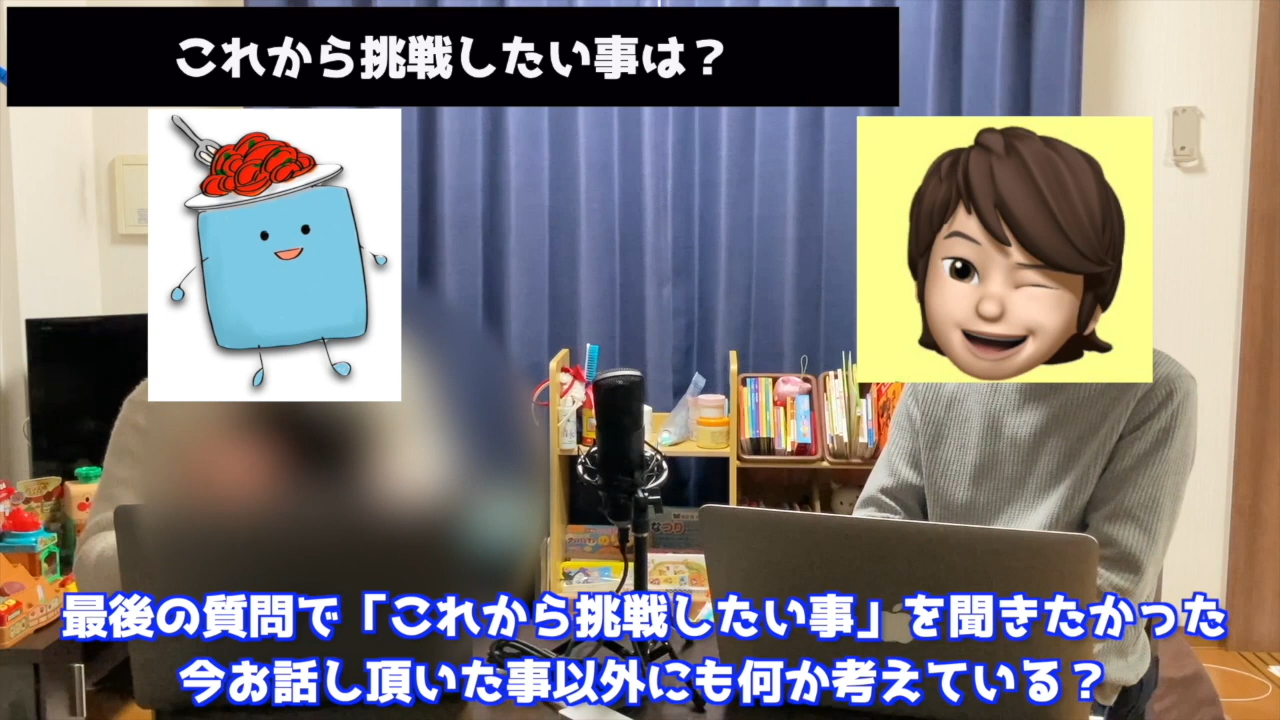 これから挑戦したい事は？
最後の質問で「これから挑戦したい事」を聞きたかった
今お話し頂いた事以外にも何か考えている？